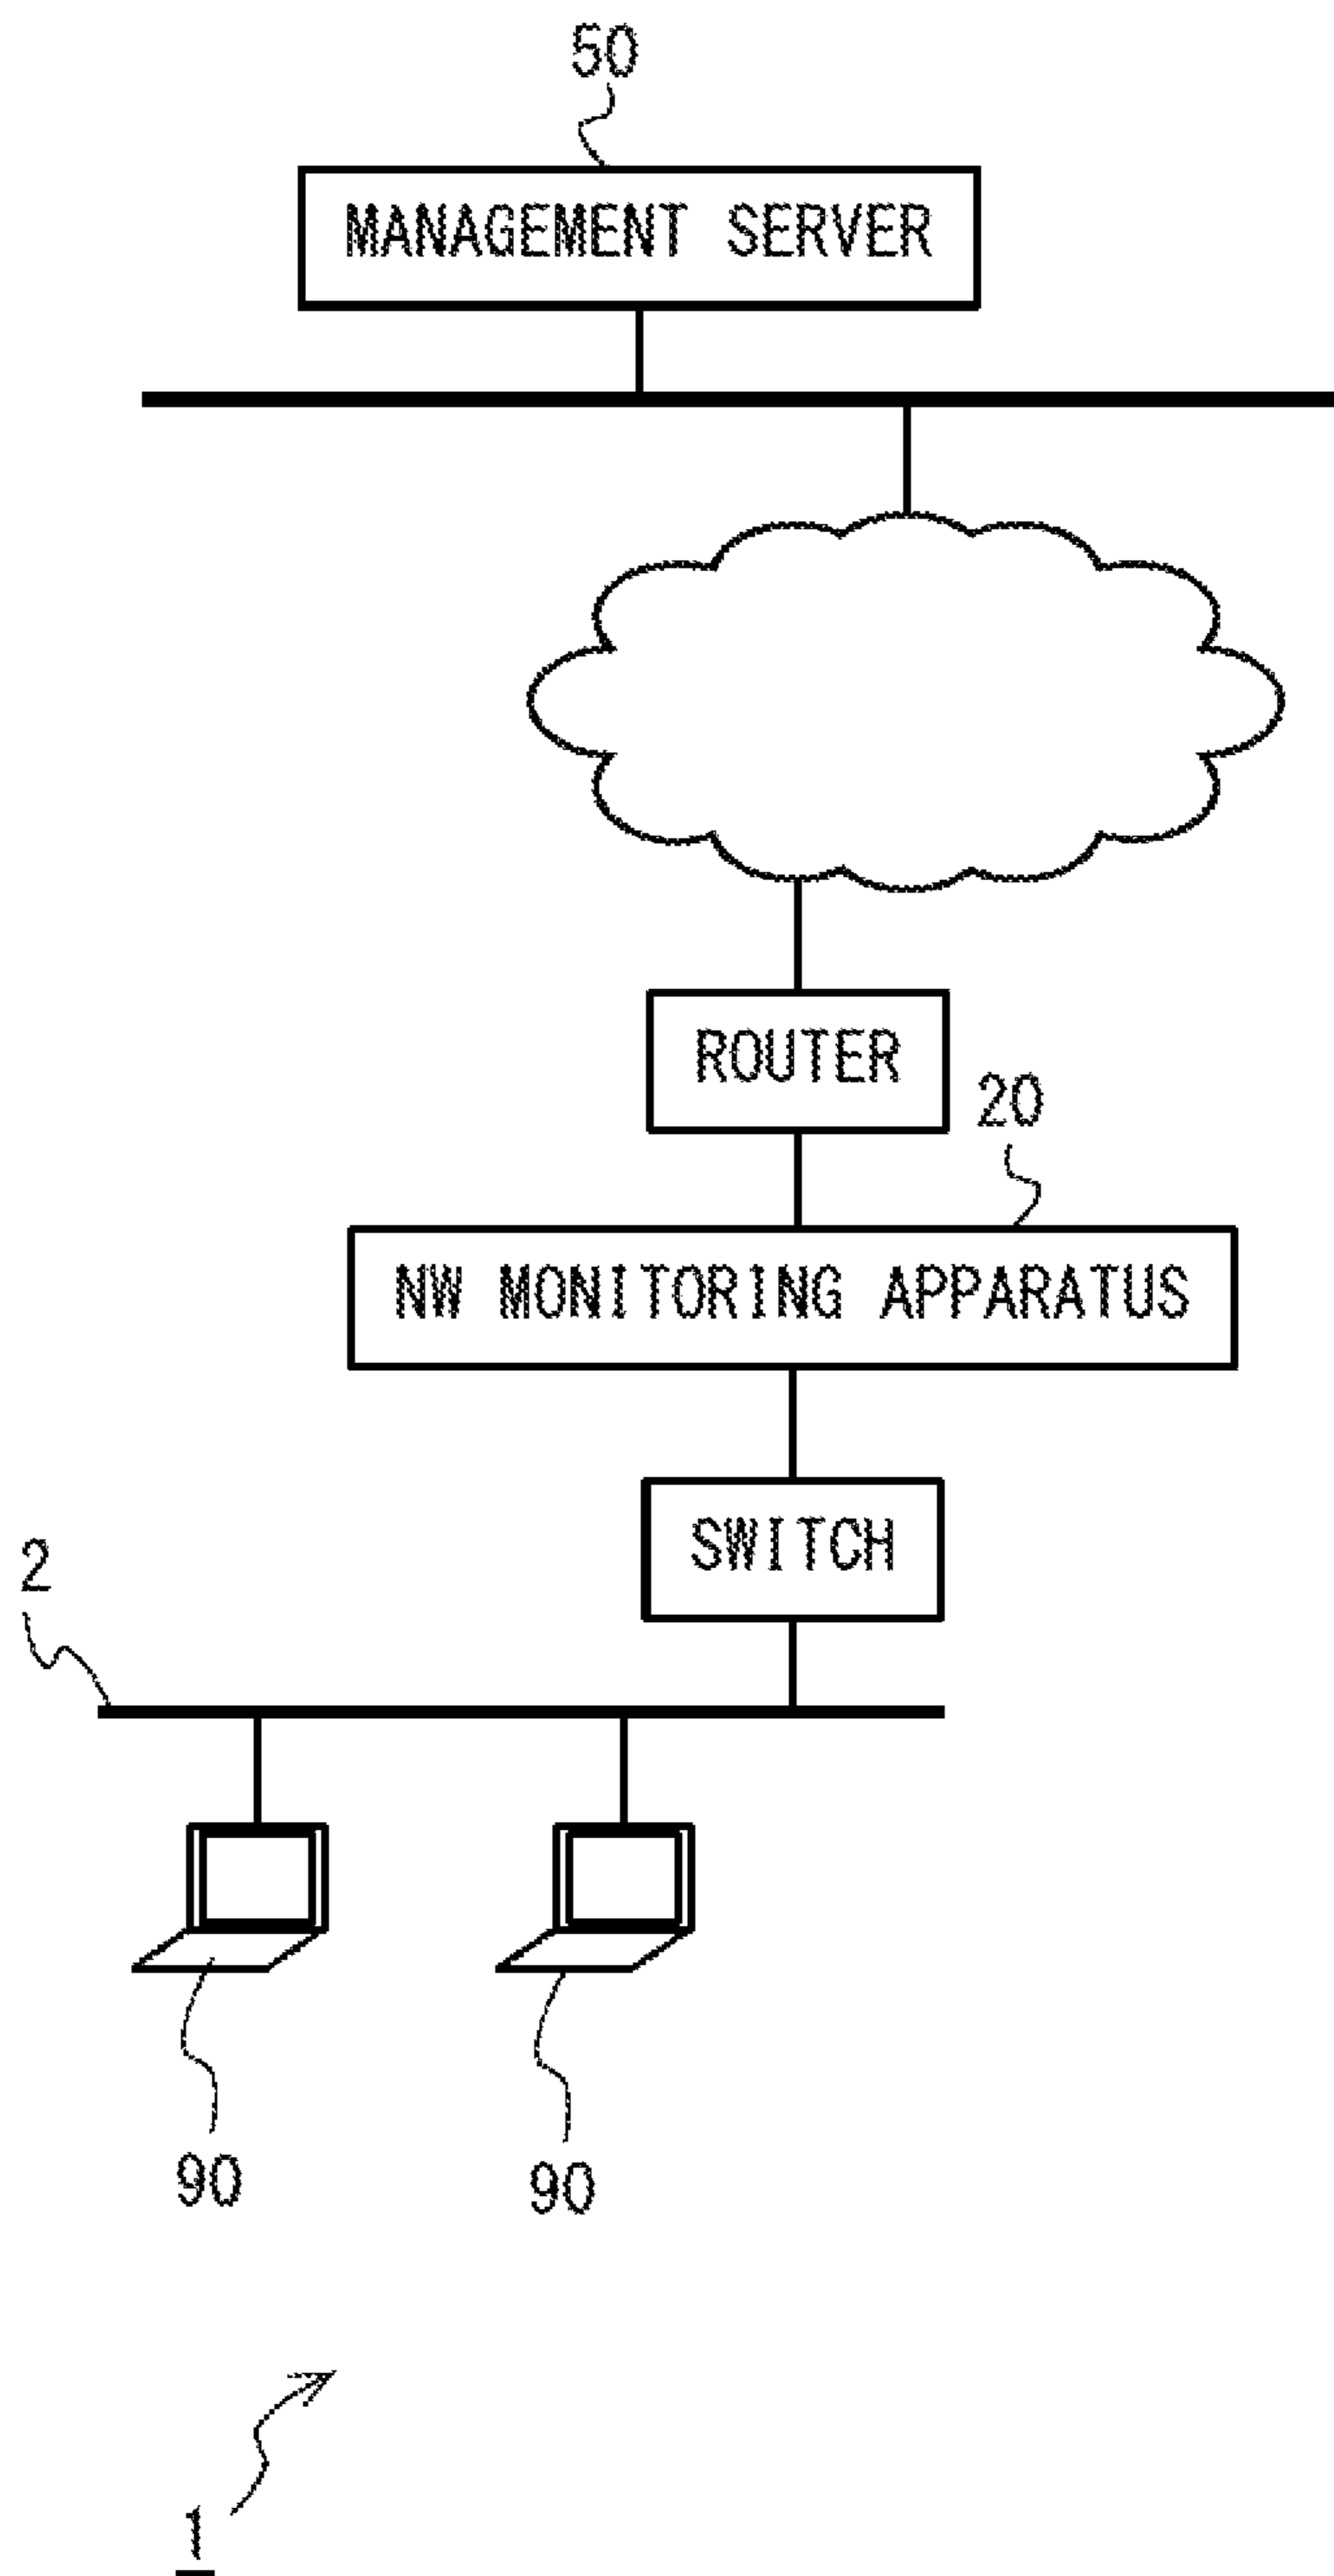 50
MANAGEMENT SERVER
ROUTER
20
NW MONITORING APPARATUS
SWITCH
2
90
90
1